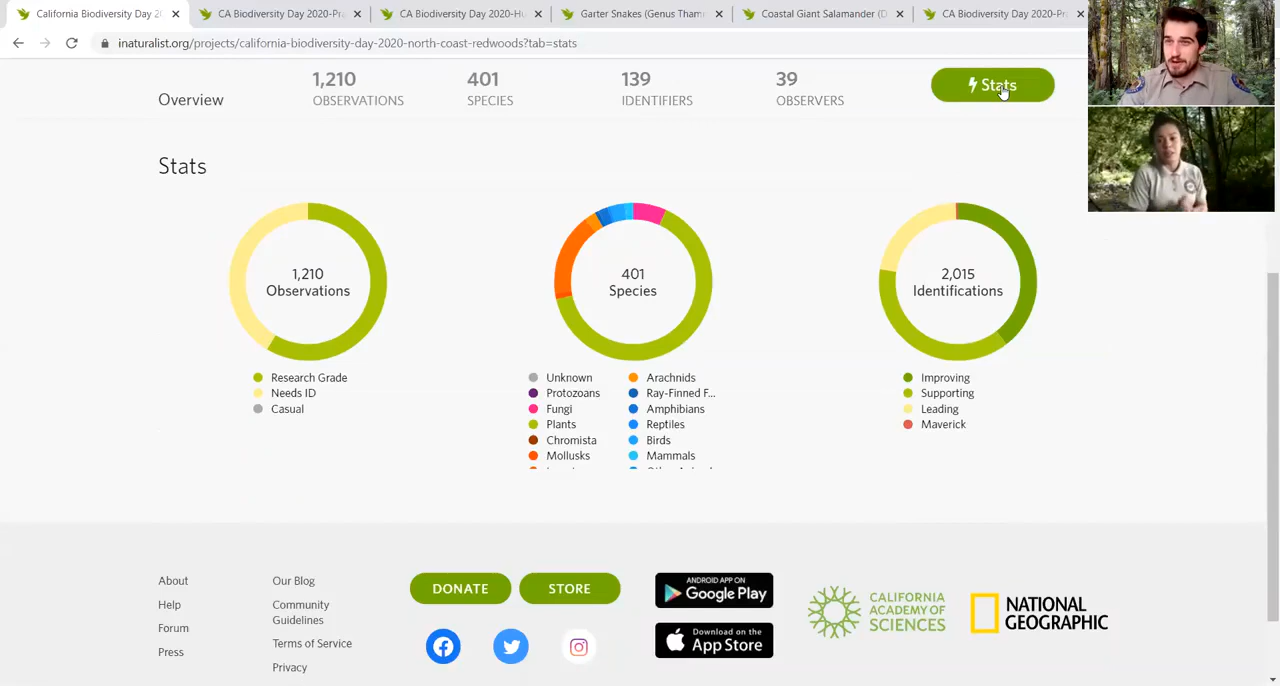 California Biodiversity Day 2
CA Biodiversity Day 2020-Pra
CA Biodiversity Day 2020-Hu
Garter Snakes (Genus Tham
Coastal Giant Salamander (D
CA Biodiversity Day 2020-Pr
inaturalist.org/projects/california-biodiversity-day-2020-north-coast-redwoods?tab=stats
Overview
1,210
OBSERVATIONS
401
SPECIES
139
IDENTIFIERS
39
OBSERVERS
Stats
Stats
1,210
Observations
Research Grade
Needs ID
Casual
401
Species
Unknown
Protozoans
Fungi
Plants
Chromista
Mollusks
Arachnids
Ray-Finned F...
Amphibians
Reptiles
Birds
Mammals
2,015
Identifications
Improving
Supporting
Leading
Maverick
About
Help
Forum
Press
Our Blog
Community
Guidelines
Terms of Service
Privacy
DONATE
STORE
ANDROID APP ON
Google Play
Download on the
App Store
CALIFORNIA
ACADEMY OF
SCIENCES
NATIONAL
GEOGRAPHIC